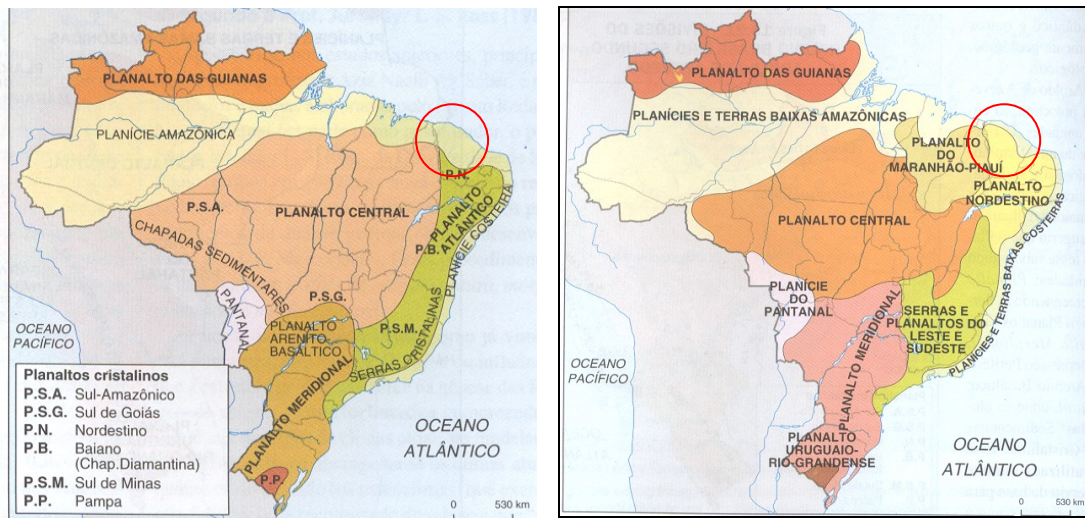 PLANALTO DAS GUIANAS
PLANÍCIE AMAZÔNICA
P.N.
P.S.A.
PLANALTO CENTRAL
PLANALTO
ATLÂNTICO
P.B.
PLANÍCIE COSTEIRA
CHAPADAS SEDIMENTARES
P.S.G.
PANTANAL
PLANALTO
ARENITO
BASÁLTICO
P.S.M.
SERRAS CRISTALINAS
PLANALTO MERIDIONAL
P.P.
OCEANO
PACÍFICO
OCEANO
ATLÂNTICO
Planaltos cristalinos
P.S.A. Sul-Amazônico
P.S.G. Sul de Goiás
P.N. Nordestino
P.B. Baiano
(Chap.Diamantina)
P.S.M. Sul de Minas
P.P. Pampa
0 530 km
PLANALTO DAS GUIANAS
PLANÍCIES E TERRAS BAIXAS AMAZÔNICAS
PLANALTO
DO
MARANHÃO-PIAUÍ
PLANALTO
NORDESTINO
PLANALTO CENTRAL
PLANÍCIE
DO
PANTANAL
SERRAS E
PLANALTOS DO
LESTE E
SUDESTE
PLANÍCIES E TERRAS BAIXAS COSTEIRAS
PLANALTO MERIDIONAL
PLANALTO
URUGUAIO-
RIO-GRANDENSE
OCEANO
PACÍFICO
OCEANO
ATLÂNTICO
0 530 km